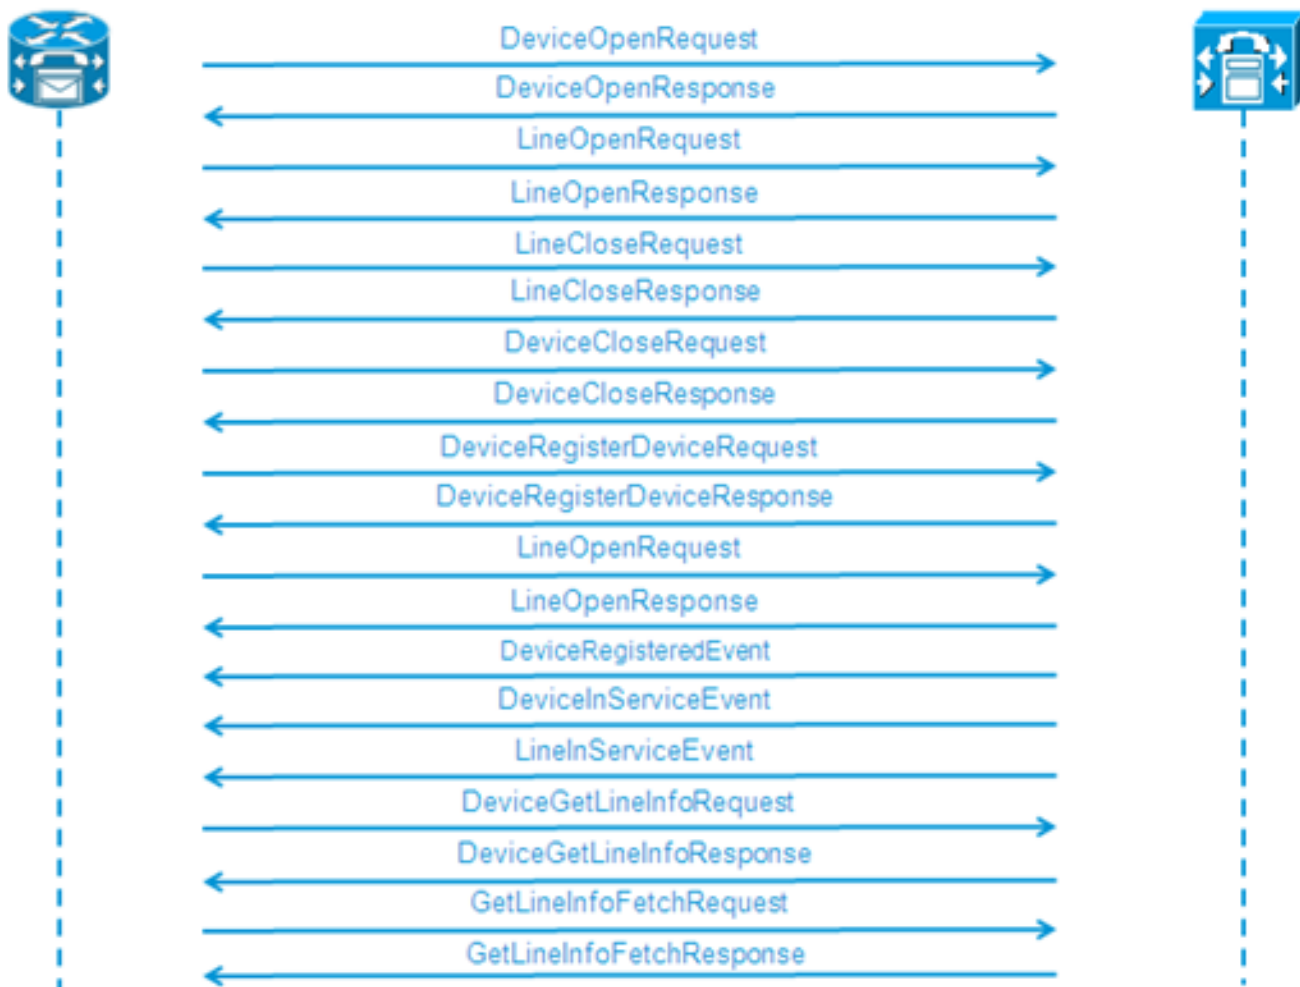 DeviceOpenRequest
DeviceOpenResponse
LineOpenRequest
LineOpenResponse
LineCloseRequest
LineCloseResponse
DeviceCloseRequest
DeviceCloseResponse
DeviceRegisterDeviceRequest
DeviceRegisterDeviceResponse
LineOpenRequest
LineOpenResponse
DeviceRegisteredEvent
DeviceInServiceEvent
LineInServiceEvent
DeviceGetLineInfoRequest
DeviceGetLineInfoResponse
GetLineInfoFetchRequest
GetLineInfoFetchResponse